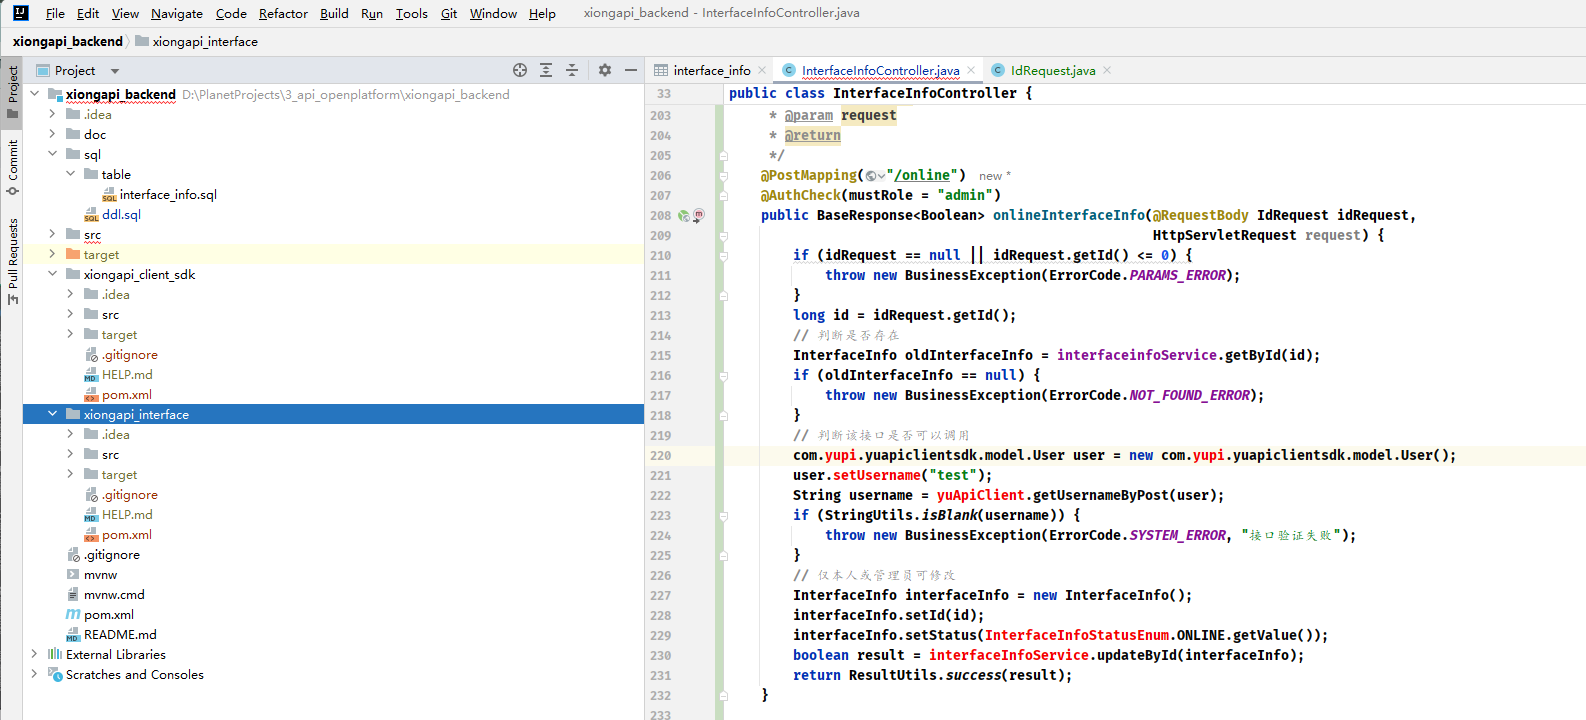 File Edit View Navigate Code Refactor Build Run Tools Git Window Help xiongapi_backend - InterfaceInfoController.java
xiongapi_backend xiongapi_interface
Project
Commit
Pull Requests
Project
xiongapi_backend D:\PlanetProjects\3_api_openplatform\xiongapi_backend
.idea
doc
sql
table
interface_info.sql
ddl.sql
src
target
xiongapi_client_sdk
.idea
src
target
.gitignore
HELP.md
pom.xml
xiongapi_interface
.idea
src
target
.gitignore
HELP.md
pom.xml
.gitignore
mvnw
mvnw.cmd
pom.xml
README.md
External Libraries
Scratches and Consoles
interface_info InterfaceInfoController.java IdRequest.java
33 public class InterfaceInfoController {
203 * @param request
204 * @return
205 */
206 @PostMapping("/online") new *
207 @AuthCheck(mustRole = "admin")
208 public BaseResponse<Boolean> onlineInterfaceInfo(@RequestBody IdRequest idRequest,
209 HttpServletRequest request) {
210 if (idRequest == null || idRequest.getId() <= 0) {
211 throw new BusinessException(ErrorCode.PARAMS_ERROR);
212 }
213 long id = idRequest.getId();
214 // 判断是否存在
215 InterfaceInfo oldInterfaceInfo = interfaceinfoService.getById(id);
216 if (oldInterfaceInfo == null) {
217 throw new BusinessException(ErrorCode.NOT_FOUND_ERROR);
218 }
219 // 判断该接口是否可以调用
220 com.yupi.yuapiclientsdk.model.User user = new com.yupi.yuapiclientsdk.model.User();
221 user.setUsername("test");
222 String username = yuApiClient.getUsernameByPost(user);
223 if (StringUtils.isBlank(username)) {
224 throw new BusinessException(ErrorCode.SYSTEM_ERROR, "接口验证失败");
225 }
226 // 仅本人或管理员可修改
227 InterfaceInfo interfaceInfo = new InterfaceInfo();
228 interfaceInfo.setId(id);
229 interfaceInfo.setStatus(InterfaceInfoStatusEnum.ONLINE.getValue());
230 boolean result = interfaceInfoService.updateById(interfaceInfo);
231 return ResultUtils.success(result);
232 }
233